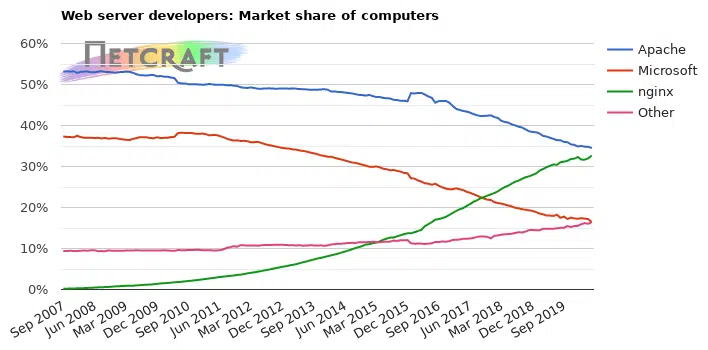 Web server developers: Market share of computers
NETCRAFT
60%
50%
40%
30%
20%
10%
0%
Sep 2007
Jun 2008
Mar 2009
Dec 2009
Sep 2010
Jun 2011
Mar 2012
Dec 2012
Sep 2013
Jun 2014
Mar 2015
Dec 2015
Sep 2016
Jun 2017
Mar 2018
Dec 2018
Sep 2019
Apache
Microsoft
nginx
Other